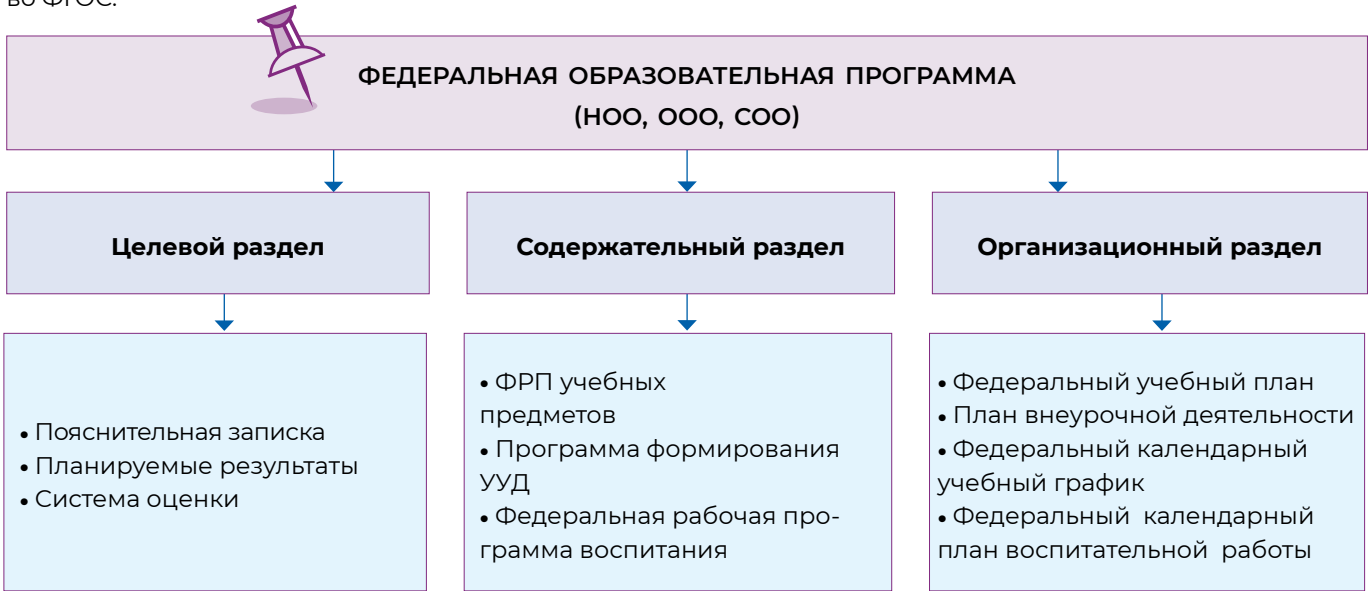 во ФГОС.
ФЕДЕРАЛЬНАЯ ОБРАЗОВАТЕЛЬНАЯ ПРОГРАММА
(НОО, ООО, СОО)
Целевой раздел
• Пояснительная записка
• Планируемые результаты
• Система оценки
Содержательный раздел
• ФРП учебных
предметов
• Программа формирования
УУД
• Федеральная рабочая про-
грамма воспитания
Организационный раздел
• Федеральный учебный план
• План внеурочной деятельности
• Федеральный календарный
учебный график
• Федеральный календарный
план воспитательной работы